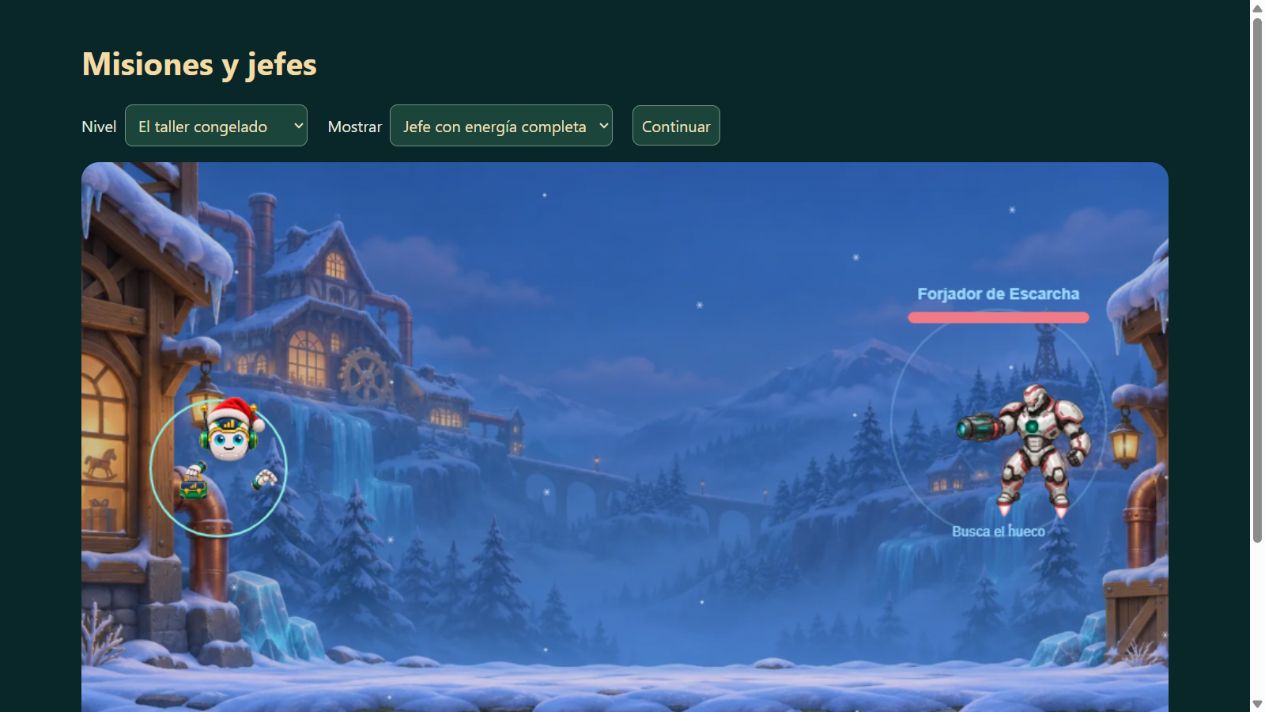 Misiones y jefes
Nivel El taller congelado Mostrar Jefe con energía completa Continuar
Forjador de Escarcha
Busca el hueco